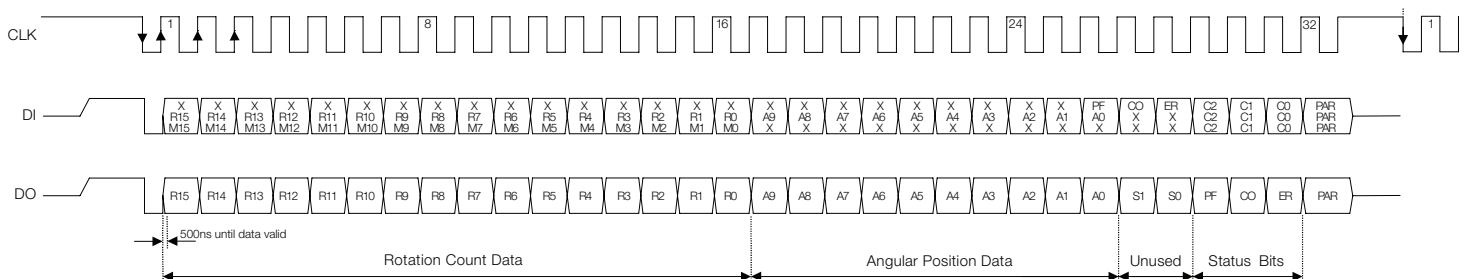 CLK 1 8 16 24 32 1
DI
X X X X X X X X X X X X X X X X A9 A8 A7 A6 A5 A4 A3 A2 A1 PF CO ER C2 C1 C0 PAR
R15 R14 R13 R12 R11 R10 R9 R8 R7 R6 R5 R4 R3 R2 R1 R0 A9 A8 A7 A6 A5 A4 A3 A2 A1 A0 X X C2 C1 C0 PAR
M15 M14 M13 M12 M11 M10 M9 M8 M7 M6 M5 M4 M3 M2 M1 M0 X X X X X X X X X X X X C2 C1 C0 PAR
DO R15 R14 R13 R12 R11 R10 R9 R8 R7 R6 R5 R4 R3 R2 R1 R0 A9 A8 A7 A6 A5 A4 A3 A2 A1 A0 S1 S0 PF CO ER PAR
500ns until data valid
Rotation Count Data Angular Position Data Unused Status Bits